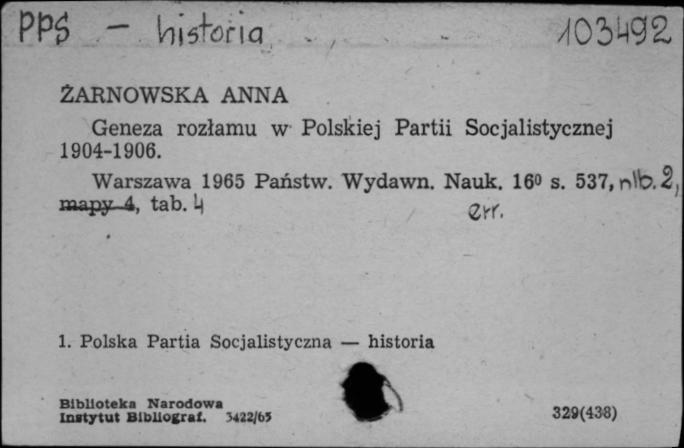 PPS - historia 103492
ŻARNOWSKA ANNA
Geneza rozłamu w Polskiej Partii Socjalistycznej
1904-1906.
Warszawa 1965 Państw. Wydawn. Nauk. 16⁰ s. 537, nlb. 2,
mapy 4, tab. 4 err.
1. Polska Partia Socjalistyczna — historia
Biblioteka Narodowa
Instytut Bibliograf. 3422/65 329(438)